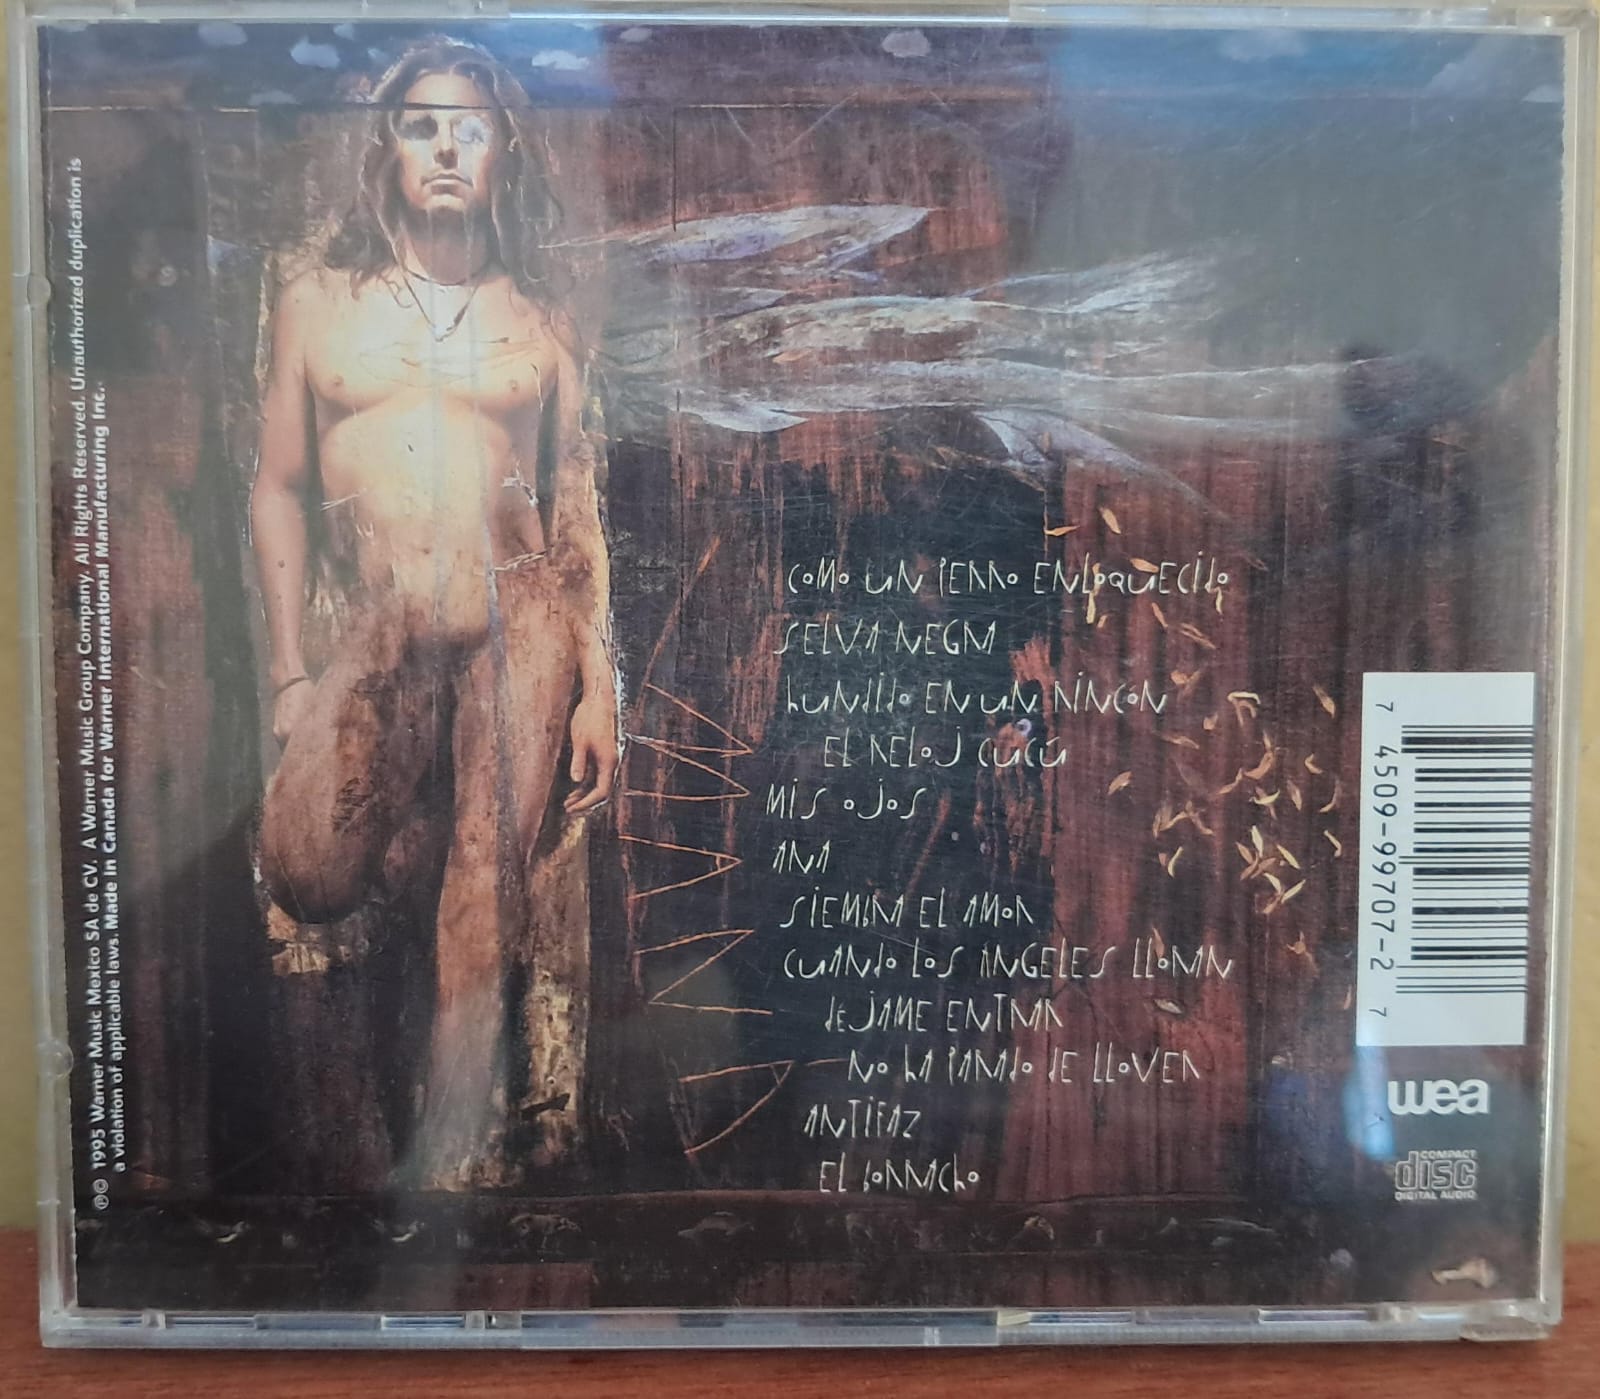 ℗© 1995 Warner Music Mexico SA de CV. A Warner Music Group Company. All Rights Reserved. Unauthorized duplication is
a violation of applicable laws. Made in Canada for Warner International Manufacturing Inc.
COMO UN PERRO ENLOQUECIDO
SELVA NEGRA
HUNDIDO EN UN RINCÓN
EL RELOJ CUCÚ
MIS OJOS
ANA
SIEMBRA EL AMOR
CUANDO LOS ANGELES LLORAN
DEJAME ENTRAR
NO HA PARADO DE LLOVER
ANTIFAZ
EL BORRACHO
7 4509-99707-2 7
wea
COMPACT
disc
DIGITAL AUDIO